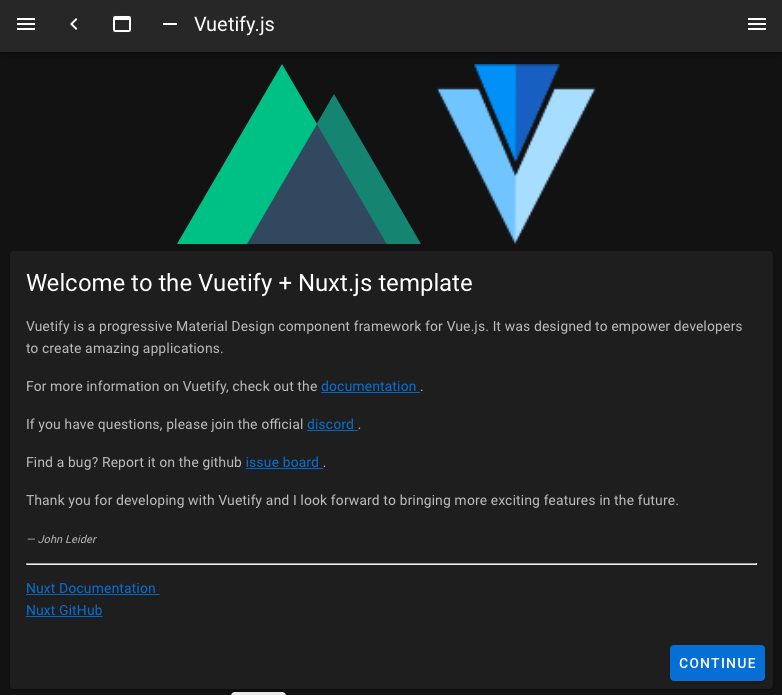 Vuetify.js
Welcome to the Vuetify + Nuxt.js template
Vuetify is a progressive Material Design component framework for Vue.js. It was designed to empower developers
to create amazing applications.
For more information on Vuetify, check out the documentation .
If you have questions, please join the official discord .
Find a bug? Report it on the github issue board .
Thank you for developing with Vuetify and I look forward to bringing more exciting features in the future.
— John Leider
Nuxt Documentation
Nuxt GitHub
CONTINUE